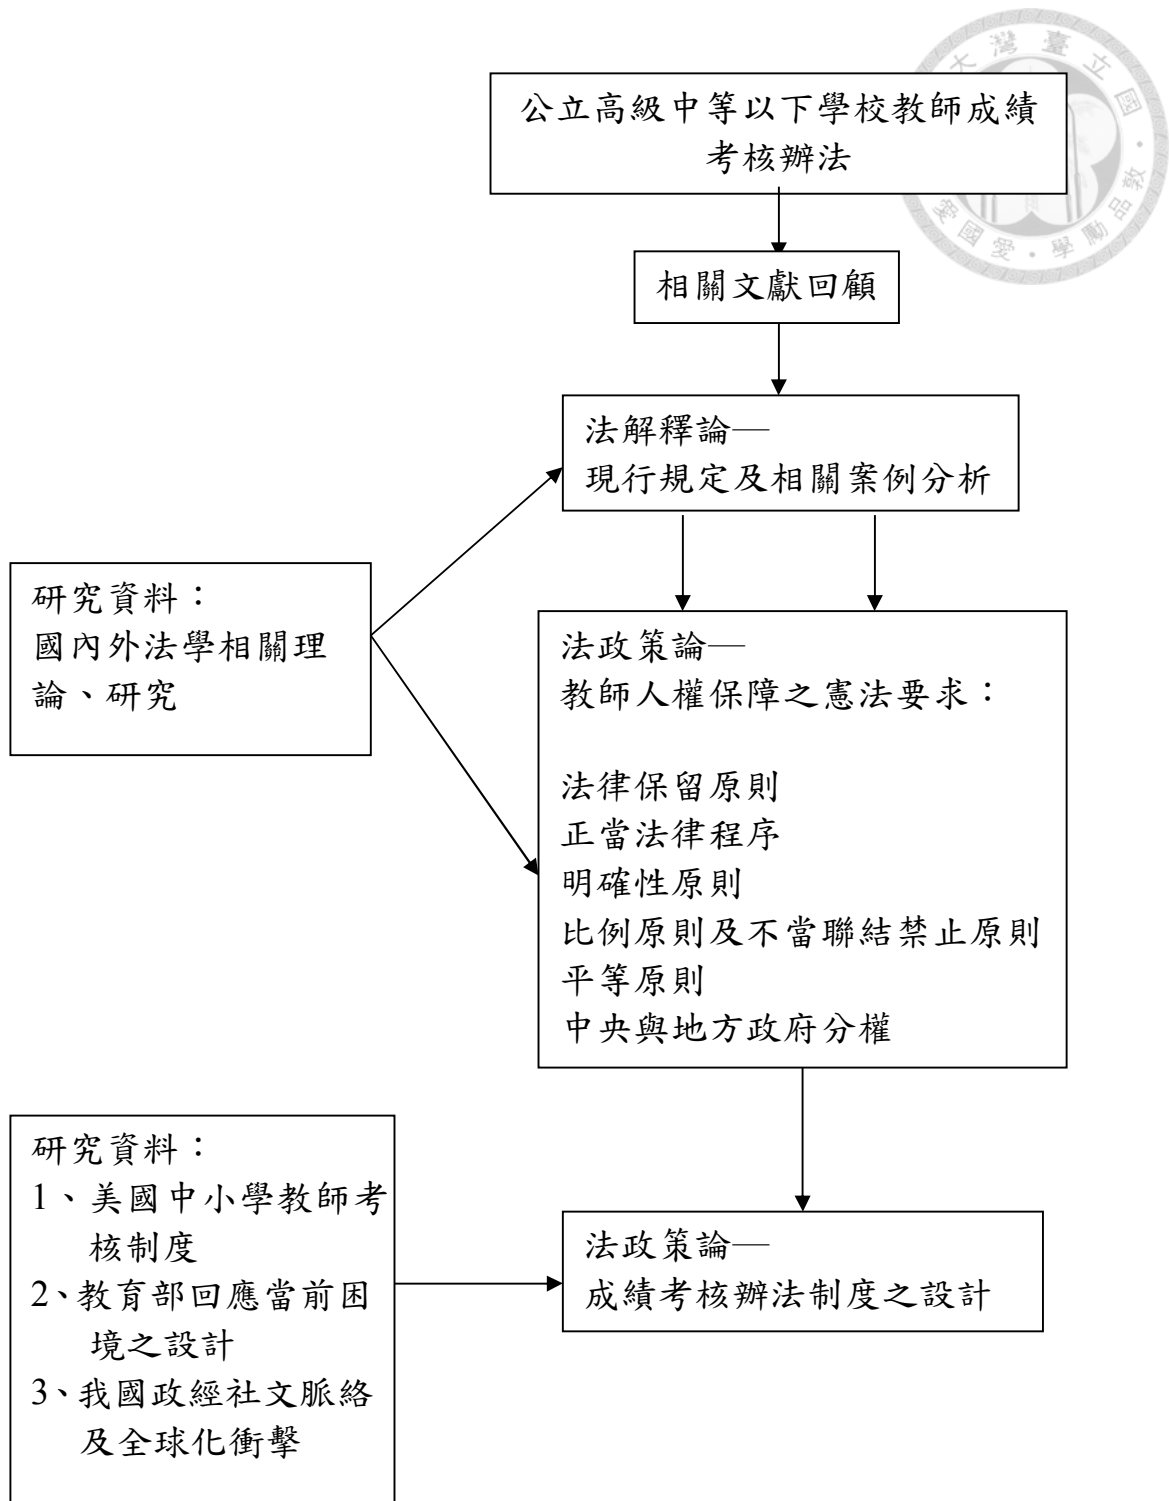 公立高級中等以下學校教師成績
考核辦法
相關文獻回顧
法解釋論—
現行規定及相關案例分析
研究資料：
國內外法學相關理
論、研究
法政策論—
教師人權保障之憲法要求：
法律保留原則
正當法律程序
明確性原則
比例原則及不當聯結禁止原則
平等原則
中央與地方政府分權
研究資料：
1、美國中小學教師考
核制度
2、教育部回應當前困
境之設計
3、我國政經社文脈絡
及全球化衝擊
法政策論—
成績考核辦法制度之設計